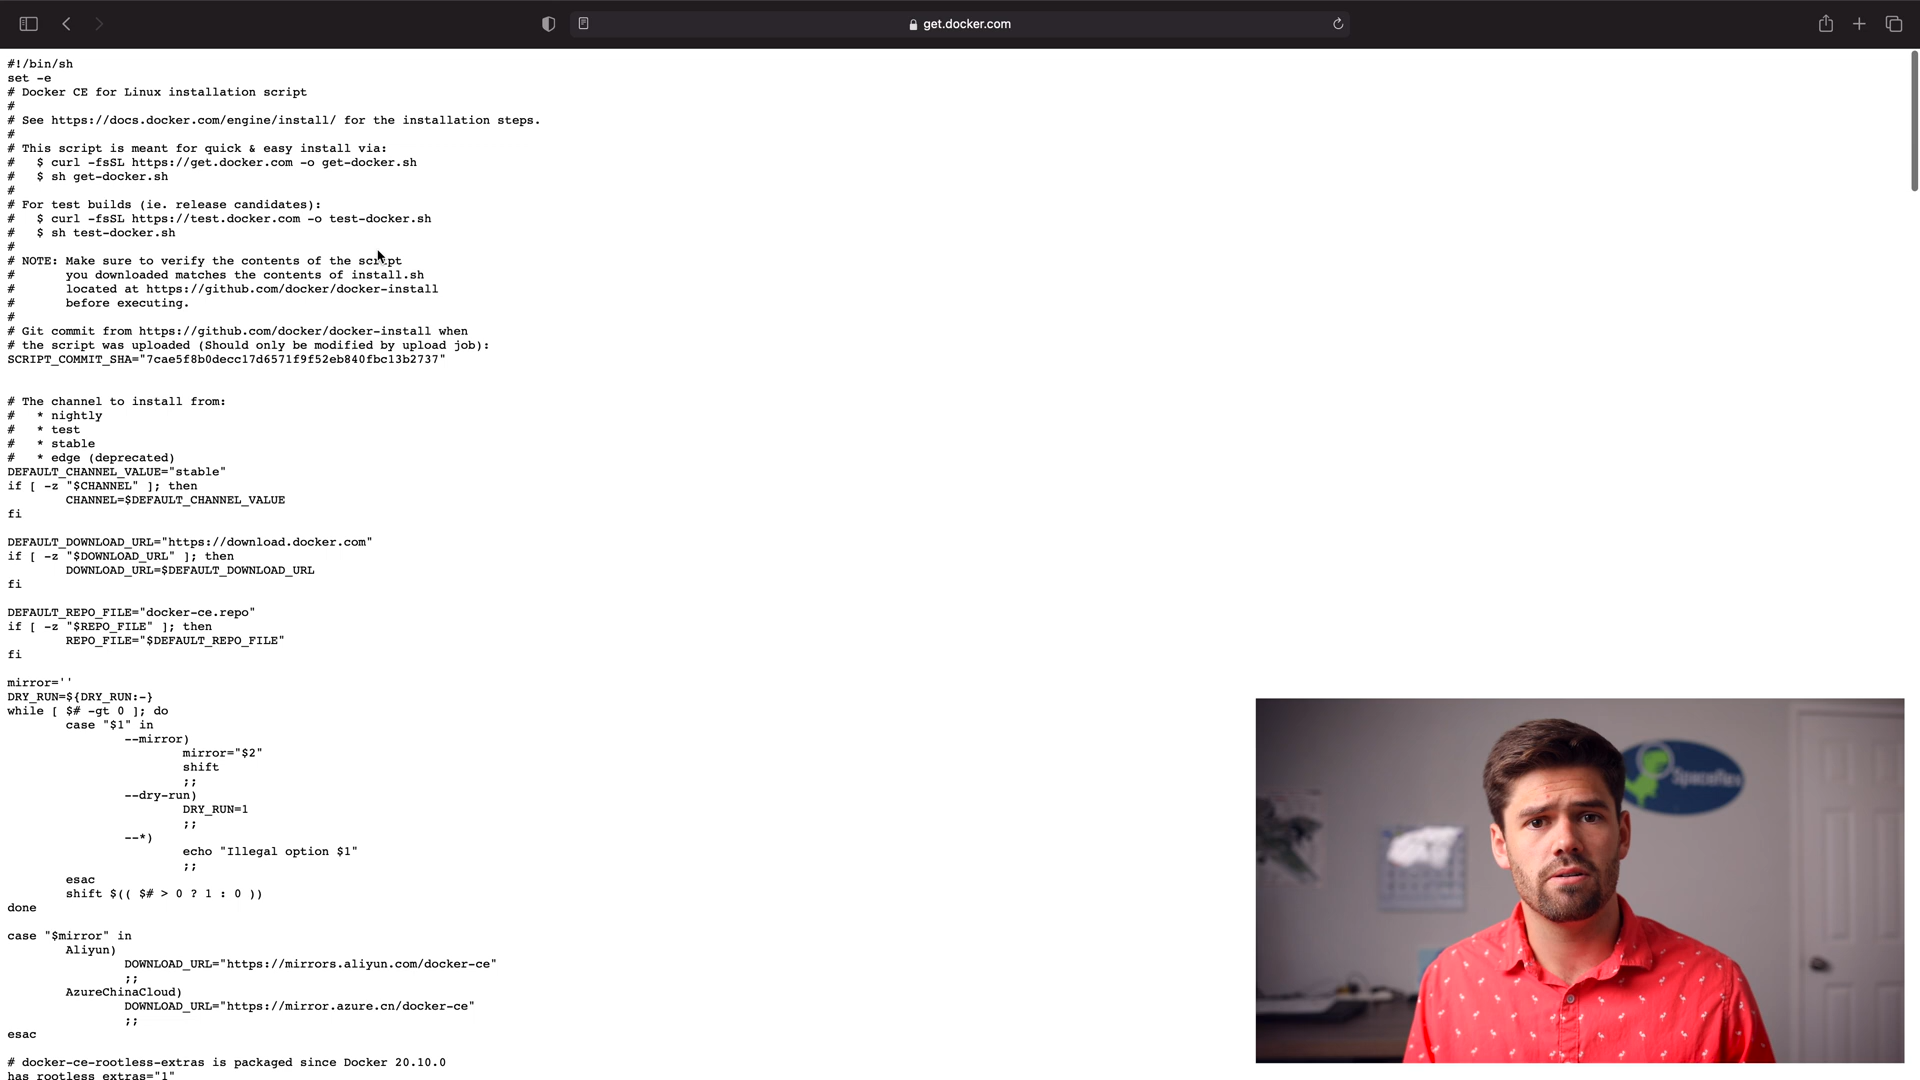 get.docker.com
#!/bin/sh
set -e
# Docker CE for Linux installation script
#
# See https://docs.docker.com/engine/install/ for the installation steps.
#
# This script is meant for quick & easy install via:
#   $ curl -fsSL https://get.docker.com -o get-docker.sh
#   $ sh get-docker.sh
#
# For test builds (ie. release candidates):
#   $ curl -fsSL https://test.docker.com -o test-docker.sh
#   $ sh test-docker.sh
#
# NOTE: Make sure to verify the contents of the script
#       you downloaded matches the contents of install.sh
#       located at https://github.com/docker/docker-install
#       before executing.
#
# Git commit from https://github.com/docker/docker-install when
# the script was uploaded (Should only be modified by upload job):
SCRIPT_COMMIT_SHA="7cae5f8b0decc17d6571f9f52eb840fbc13b2737"
# The channel to install from:
#   * nightly
#   * test
#   * stable
#   * edge (deprecated)
DEFAULT_CHANNEL_VALUE="stable"
if [ -z "$CHANNEL" ]; then
        CHANNEL=$DEFAULT_CHANNEL_VALUE
fi
DEFAULT_DOWNLOAD_URL="https://download.docker.com"
if [ -z "$DOWNLOAD_URL" ]; then
        DOWNLOAD_URL=$DEFAULT_DOWNLOAD_URL
fi
DEFAULT_REPO_FILE="docker-ce.repo"
if [ -z "$REPO_FILE" ]; then
        REPO_FILE="$DEFAULT_REPO_FILE"
fi
mirror=''
DRY_RUN=${DRY_RUN:-}
while [ $# -gt 0 ]; do
        case "$1" in
                --mirror)
                        mirror="$2"
                        shift
                        ;;
                --dry-run)
                        DRY_RUN=1
                        ;;
                --*)
                        echo "Illegal option $1"
                        ;;
        esac
        shift $(( $# > 0 ? 1 : 0 ))
done
case "$mirror" in
        Aliyun)
                DOWNLOAD_URL="https://mirrors.aliyun.com/docker-ce"
                ;;
        AzureChinaCloud)
                DOWNLOAD_URL="https://mirror.azure.cn/docker-ce"
                ;;
esac
# docker-ce-rootless-extras is packaged since Docker 20.10.0
has_rootless_extras="1"
SpaceRex